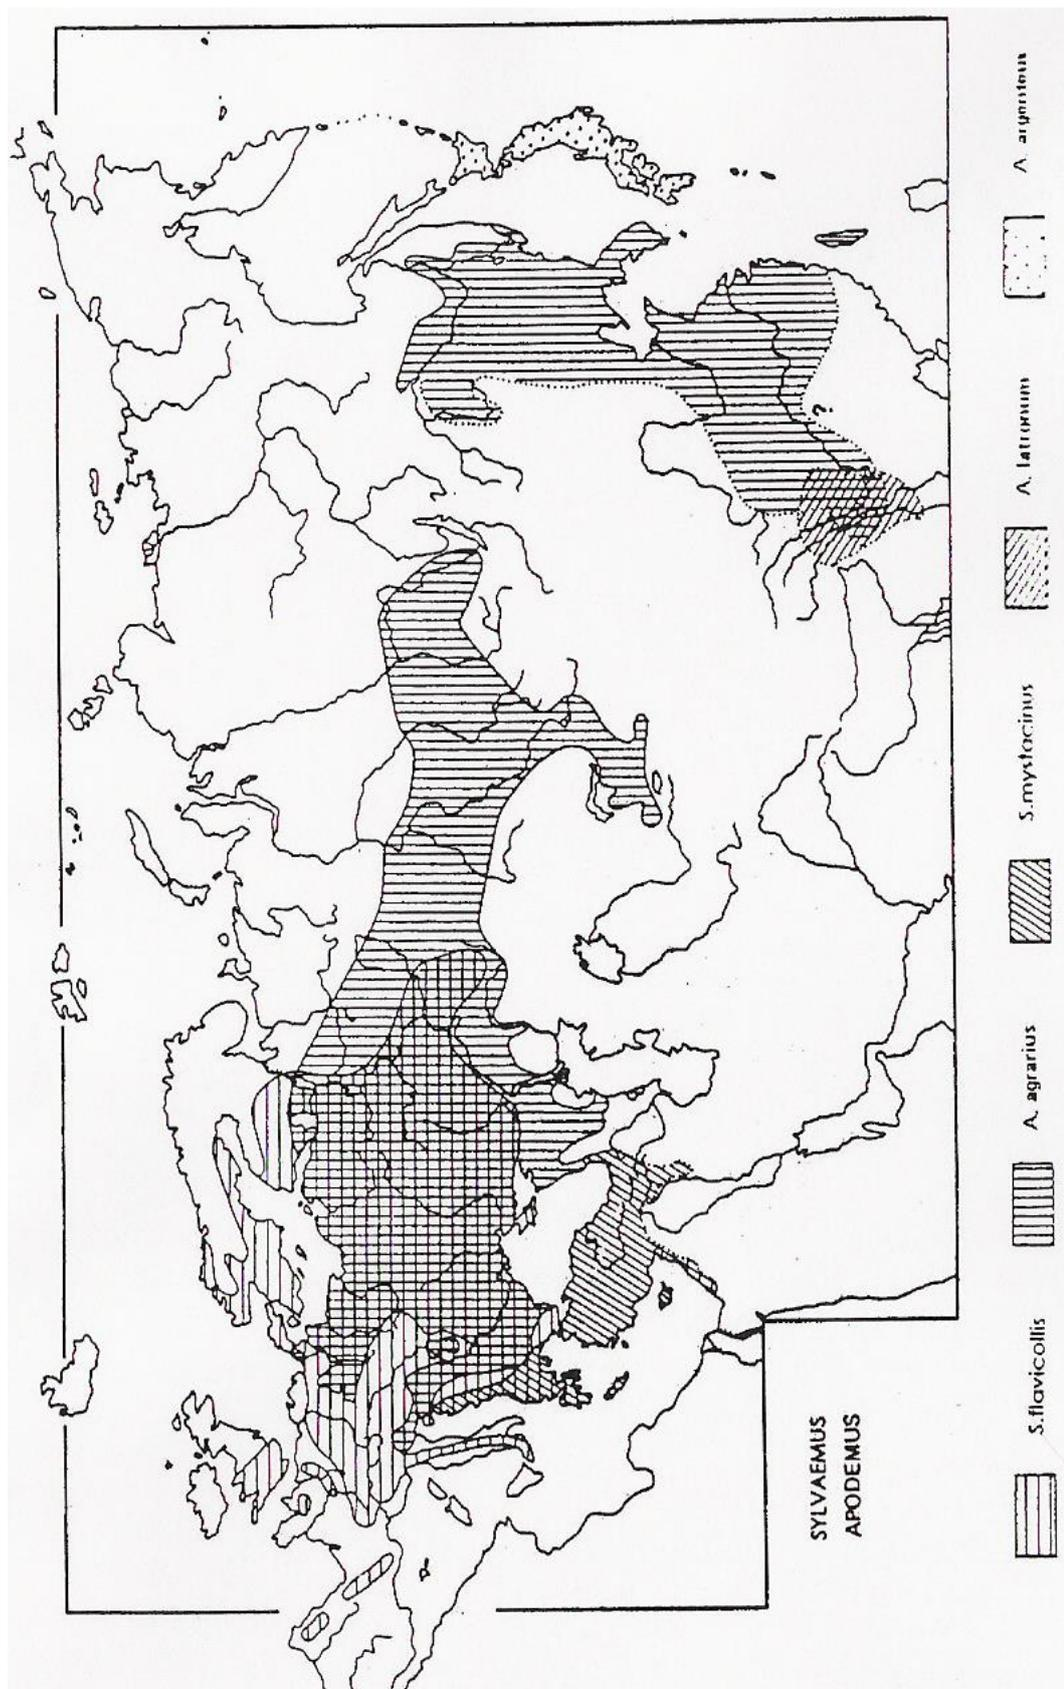 SYLVAEMUS
APODEMUS
S.flavicollis
A. agrarius
S.mystacinus
A. latronum
A. argenteus
?